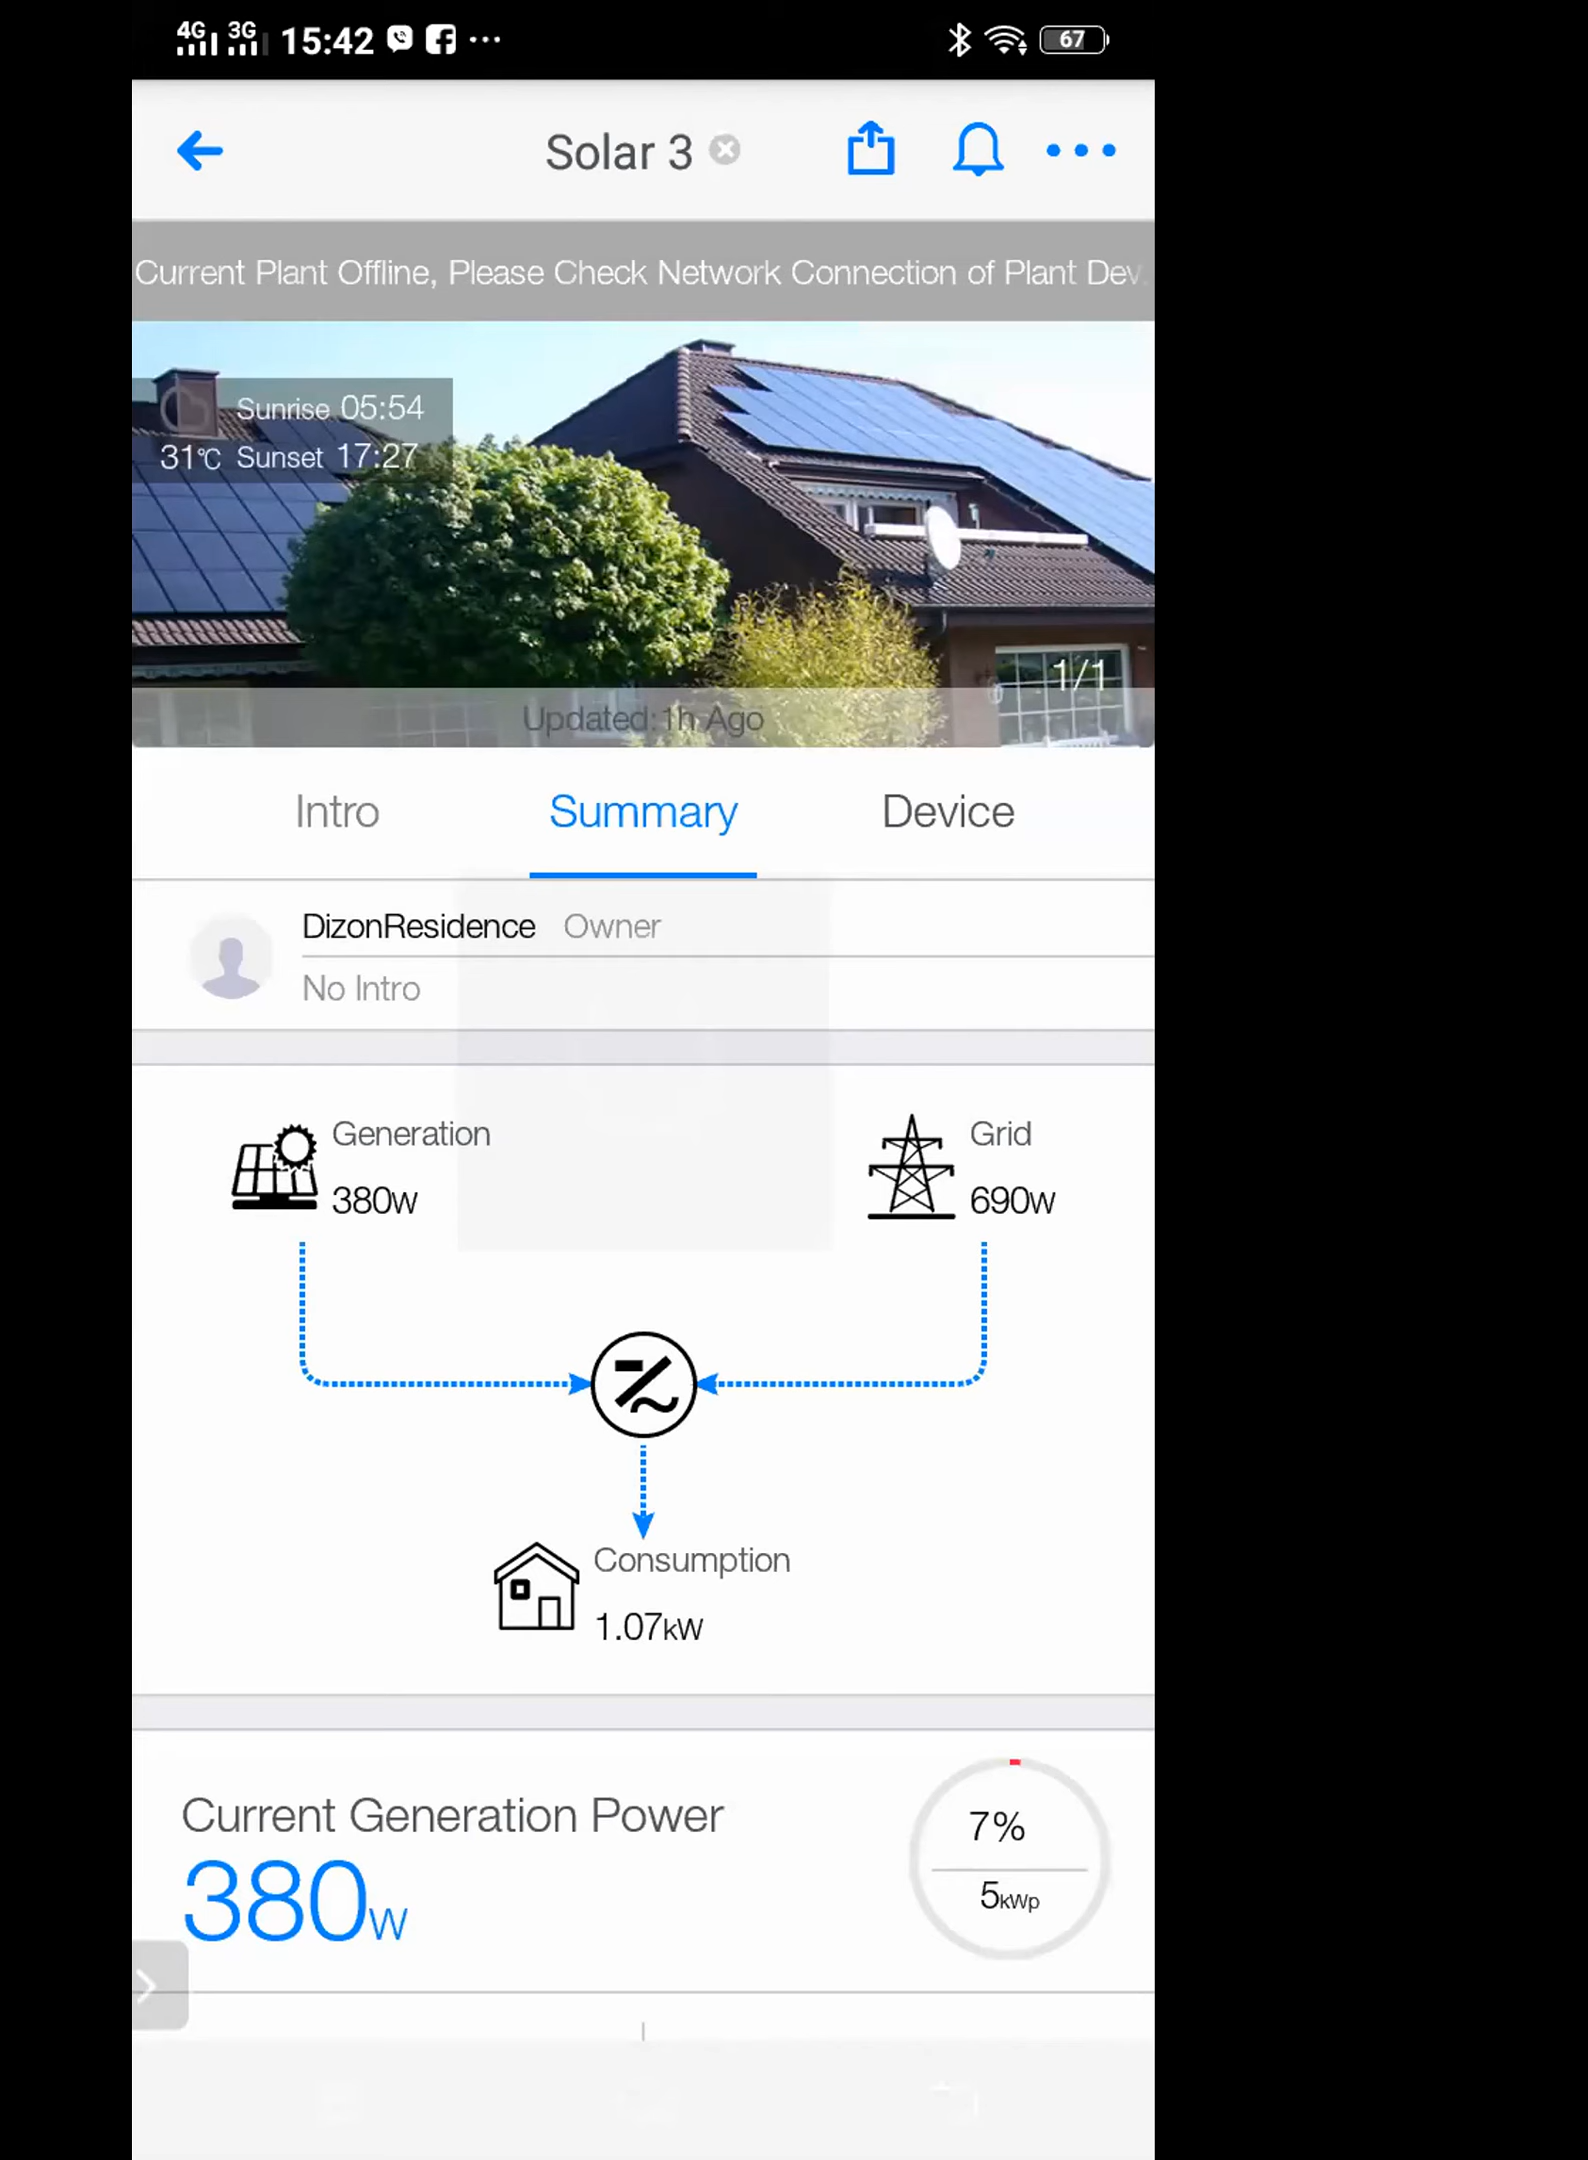 4G 3G 15:42 67
Solar 3
Current Plant Offline, Please Check Network Connection of Plant Dev
Sunrise 05:54
31°C Sunset 17:27
1/1
Updated:1h Ago
Intro Summary Device
DizonResidence Owner
No Intro
Generation
380W
Grid
690W
Consumption
1.07kW
Current Generation Power
380W
7%
5kWp